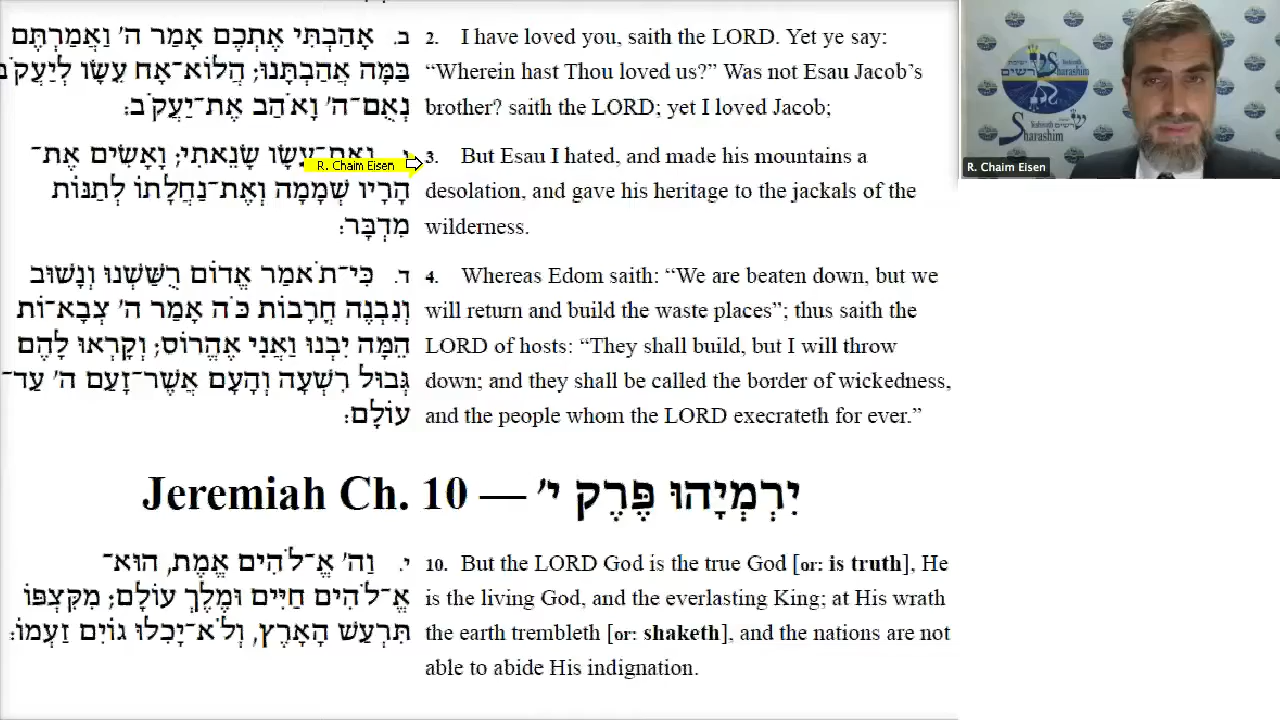 ב. אָהַבְתִּי אֶתְכֶם אָמַר ה' וַאֲמַרְתֶּם
בַּמָּה אֲהַבְתָּנוּ; הֲלוֹא־אָח עֵשָׂו לְיַעֲקֹב
נְאֻם־ה' וָאֹהַב אֶת־יַעֲקֹב:
2. I have loved you, saith the LORD. Yet ye say:
“Wherein hast Thou loved us?” Was not Esau Jacob’s
brother? saith the LORD; yet I loved Jacob;
עֵשָׂו שָׂנֵאתִי; וָאָשִׂים אֶת־
הָרָיו שְׁמָמָה וְאֶת־נַחֲלָתוֹ לְתַנּוֹת
מִדְבָּר:
R. Chaim Eisen
3. But Esau I hated, and made his mountains a
desolation, and gave his heritage to the jackals of the
wilderness.
ד. כִּי־תֹאמַר אֱדוֹם רֻשַּׁשְׁנוּ וְנָשׁוּב
וְנִבְנֶה חֳרָבוֹת כֹּה אָמַר ה' צְבָא־וֹת
הֵמָּה יִבְנוּ וַאֲנִי אֶהֱרוֹס; וְקָרְאוּ לָהֶם
גְּבוּל רִשְׁעָה וְהָעָם אֲשֶׁר־זָעַם ה' עַד־
עוֹלָם:
4. Whereas Edom saith: “We are beaten down, but we
will return and build the waste places”; thus saith the
LORD of hosts: “They shall build, but I will throw
down; and they shall be called the border of wickedness,
and the people whom the LORD execrateth for ever.”
Jeremiah Ch. 10 — יִרְמְיָהוּ פֶּרֶק י'
י. וַה' אֱ־לֹהִים אֱמֶת, הוּא־
אֱ־לֹהִים חַיִּים וּמֶלֶךְ עוֹלָם; מִקִּצְפּוֹ
תִּרְעַשׁ הָאָרֶץ, וְלֹא־יָכִלוּ גוֹיִם זַעְמוֹ:
10. But the LORD God is the true God [or: is truth], He
is the living God, and the everlasting King; at His wrath
the earth trembleth [or: shaketh], and the nations are not
able to abide His indignation.
Sharashim
Yeshivath
שרשים
Sharashim
R. Chaim Eisen